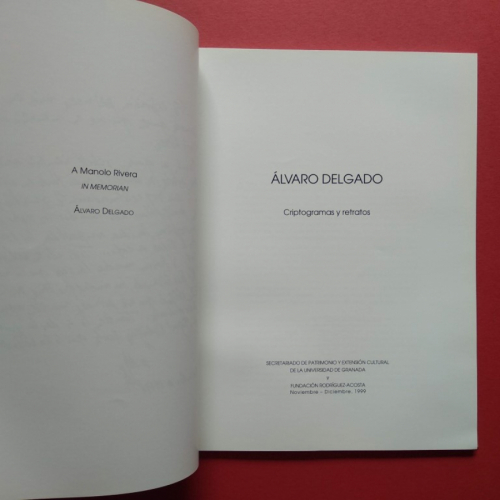 A Manolo Rivera
IN MEMORIAN
ÁLVARO DELGADO
ÁLVARO DELGADO
Criptogramas y retratos
SECRETARIADO DE PATRIMONIO Y EXTENSIÓN CULTURAL
DE LA UNIVERSIDAD DE GRANADA
Y
FUNDACIÓN RODRÍGUEZ ACOSTA
Noviembre - Diciembre, 1999